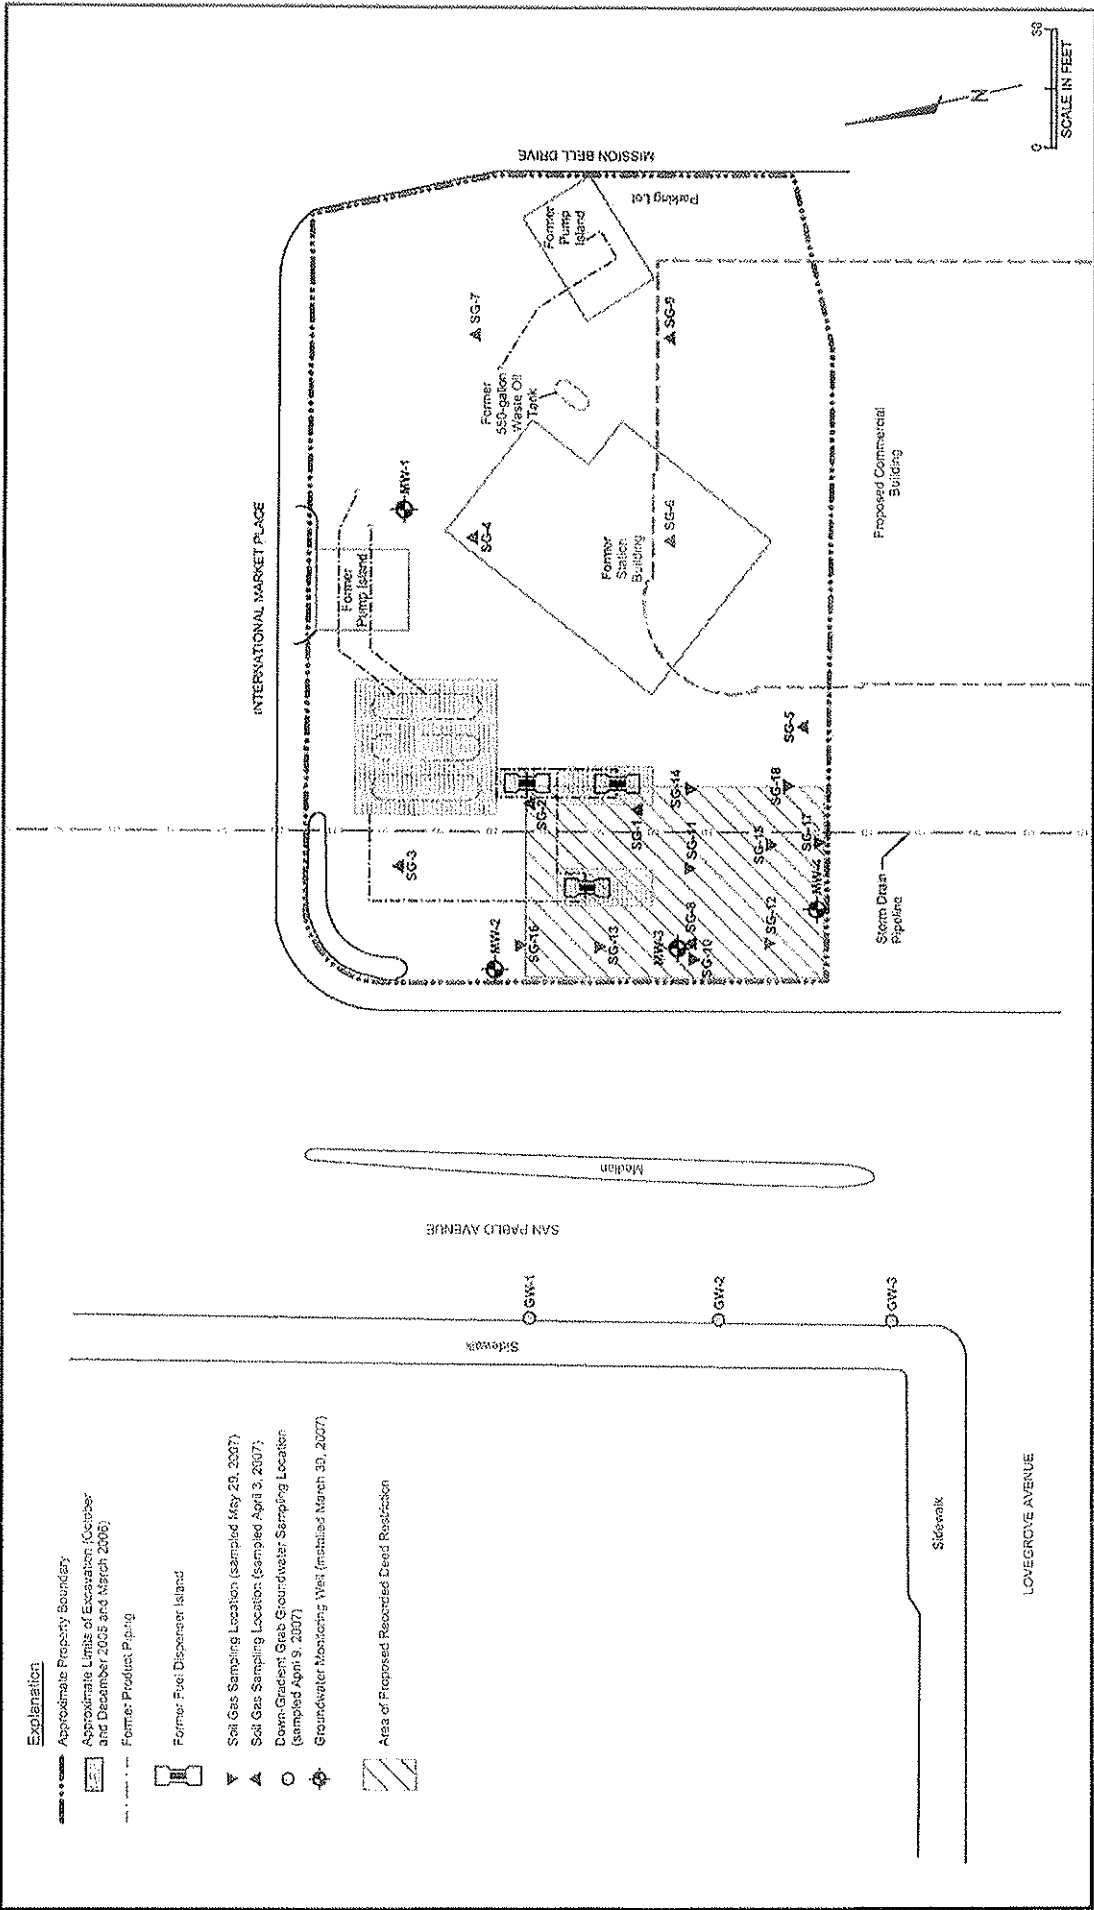 Explanation
Approximate Property Boundary
Approximate Limits of Excavation (October
and December 2005 and March 2006)
Former Product Piping
Former Fuel Dispenser Island
Soil Gas Sampling Location (sampled May 29, 2007)
Soil Gas Sampling Location (sampled April 3, 2007)
Down-Gradient Grab Groundwater Sampling Location
(sampled April 9, 2007)
Groundwater Monitoring Well (installed March 30, 2007)
Area of Proposed Recorded Deed Restriction
LOVEGROVE AVENUE
Sidewalk
Sidewalk
GW-1
GW-2
GW-3
SAN PABLO AVENUE
Median
INTERNATIONAL MARKET PLACE
MW-2
SG-16
SG-13
MW-3
SG-8
SG-10
SG-12
MW-4
SG-3
SG-2
SG-1
SG-11
SG-14
SG-15
SG-17
SG-18
SG-5
Storm Drain
Pipeline
Former
Pump Island
MW-1
SG-4
Former
Station
Building
SG-6
Former
550-gallon
Waste Oil
Tank
SG-7
SG-9
Former
Pump
Island
Parking Lot
MISSION BELL DRIVE
Proposed Commercial
Building
N
0
SCALE IN FEET